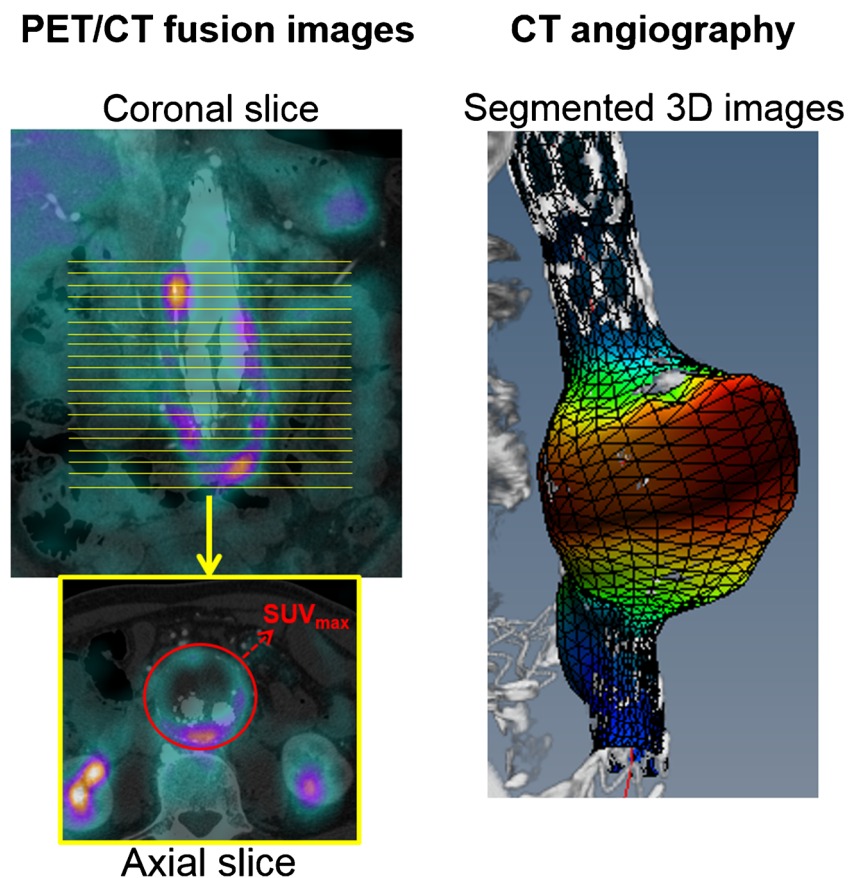 PET/CT fusion images
CT angiography
Coronal slice
Segmented 3D images
SUVmax
Axial slice